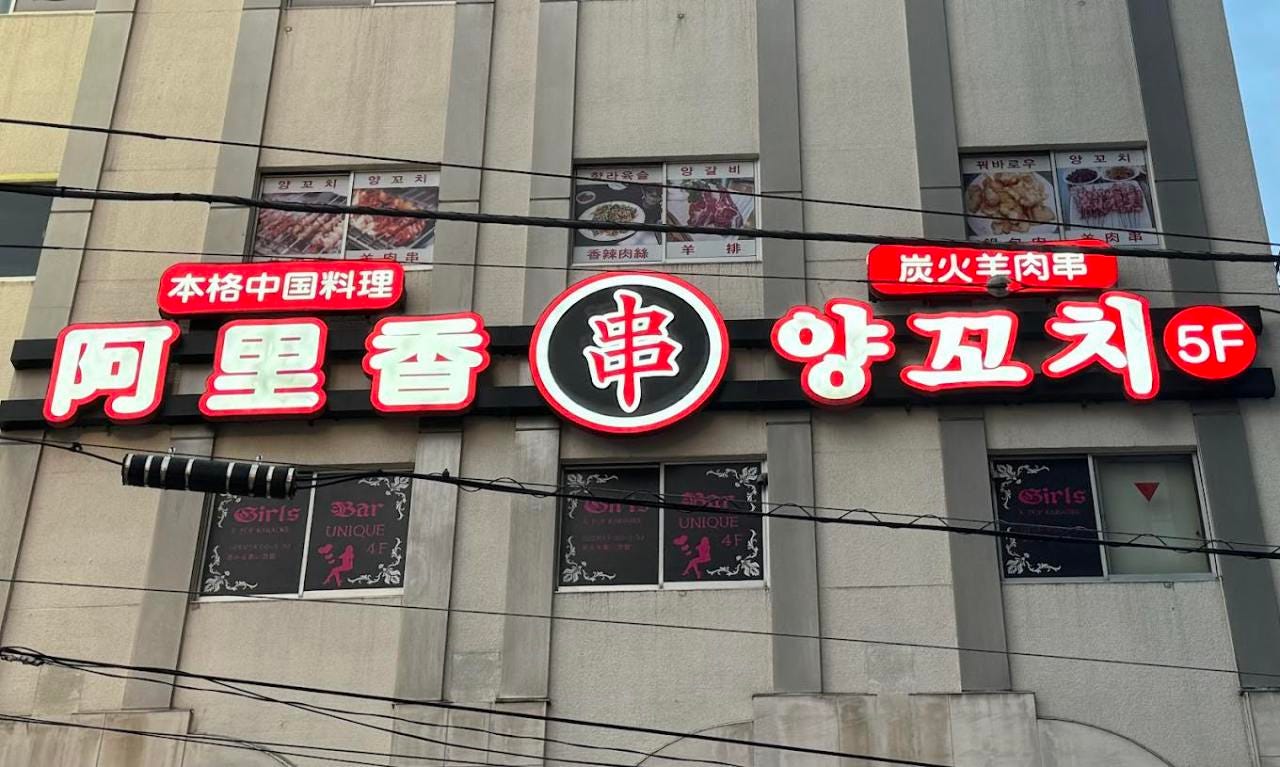 양꼬치
양꼬치
羊肉串
향라육슬
양갈비
香辣肉絲
羊排
꿔바로우
양꼬치
羊肉串
本格中国料理
炭火羊肉串
阿里香
串
양꼬치
5F
Girls
Bar
UNIQUE
4F
Girls
Bar
UNIQUE
4F
Girls